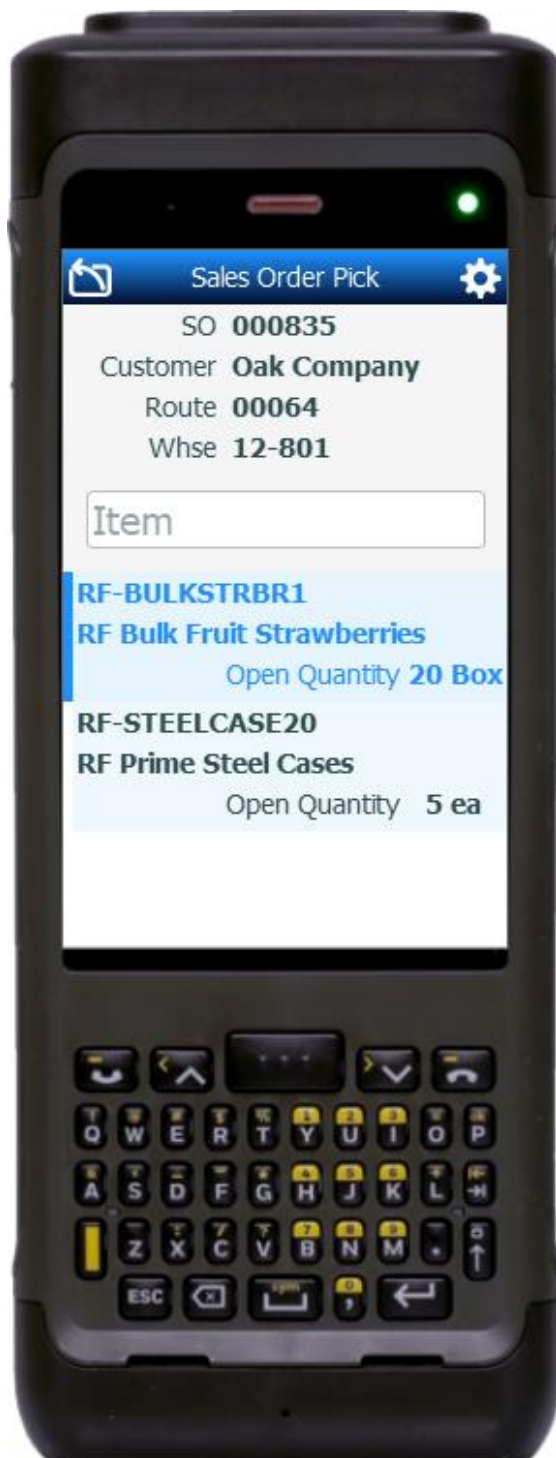 Sales Order Pick
SO 000835
Customer Oak Company
Route 00064
Whse 12-801
Item
RF-BULKSTRBR1
RF Bulk Fruit Strawberries
Open Quantity 20 Box
RF-STEELCASE20
RF Prime Steel Cases
Open Quantity 5 ea
Q W E R T Y U I O P
A S D F G H J K L
Z X C V B N M .
ESC ,